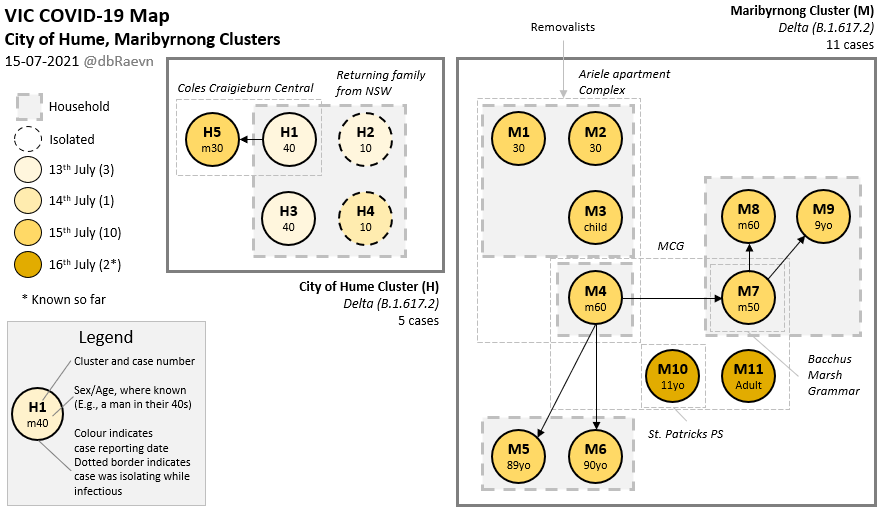 VIC COVID-19 Map
City of Hume, Maribyrnong Clusters
15-07-2021 @dbRaevn
Household
Isolated
13th July (3)
14th July (1)
15th July (10)
16th July (2*)
* Known so far
Legend
Cluster and case number
Sex/Age, where known
(E.g., a man in their 40s)
H1
m40
Colour indicates
case reporting date
Dotted border indicates
case was isolating while
infectious
Coles Craigieburn Central
Returning family
from NSW
H5
m30
H1
40
H2
10
H3
40
H4
10
City of Hume Cluster (H)
Delta (B.1.617.2)
5 cases
Removalists
Maribyrnong Cluster (M)
Delta (B.1.617.2)
11 cases
Ariele apartment
Complex
M1
30
M2
30
M3
child
MCG
M8
m60
M9
9yo
M4
m60
M7
m50
M10
11yo
M11
Adult
Bacchus
Marsh
Grammar
St. Patricks PS
M5
89yo
M6
90yo